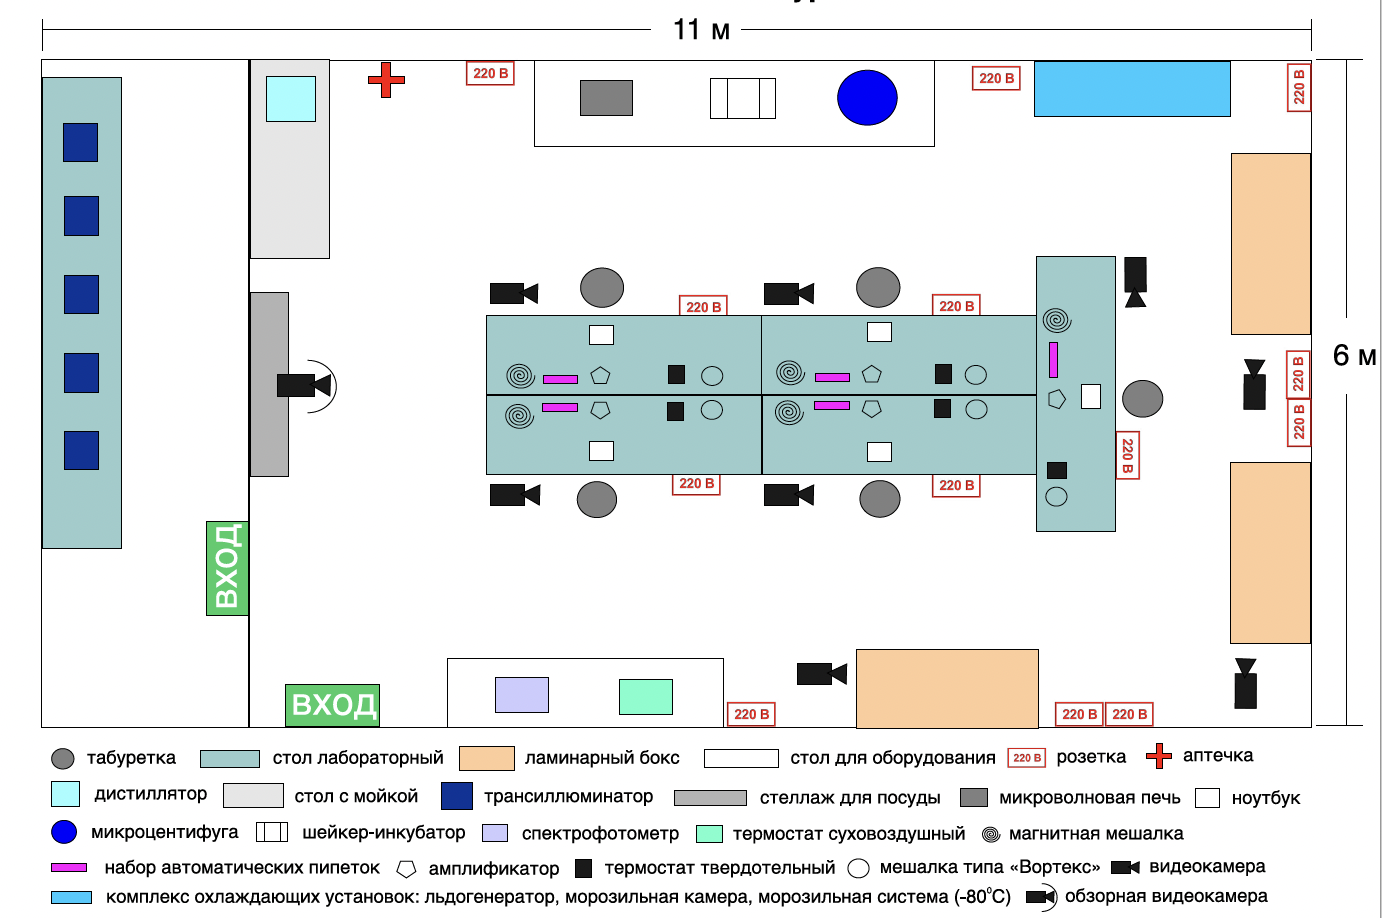 11 м
220 В
220 В
220 В
220 В
220 В
6 м
220 В
220 В
220 В
220 В
220 В
ВХОД
ВХОД
220 В
220 В
220 В
табуретка
стол лабораторный
ламинарный бокс
стол для оборудования
220 В
розетка
аптечка
дистиллятор
стол с мойкой
трансиллюминатор
стеллаж для посуды
микроволновая печь
ноутбук
микроцентифуга
шейкер-инкубатор
спектрофотометр
термостат суховоздушный
магнитная мешалка
набор автоматических пипеток
амплификатор
термостат твердотельный
мешалка типа «Вортекс»
видеокамера
комплекс охлаждающих установок: льдогенератор, морозильная камера, морозильная система (-80⁰С)
обзорная видеокамера